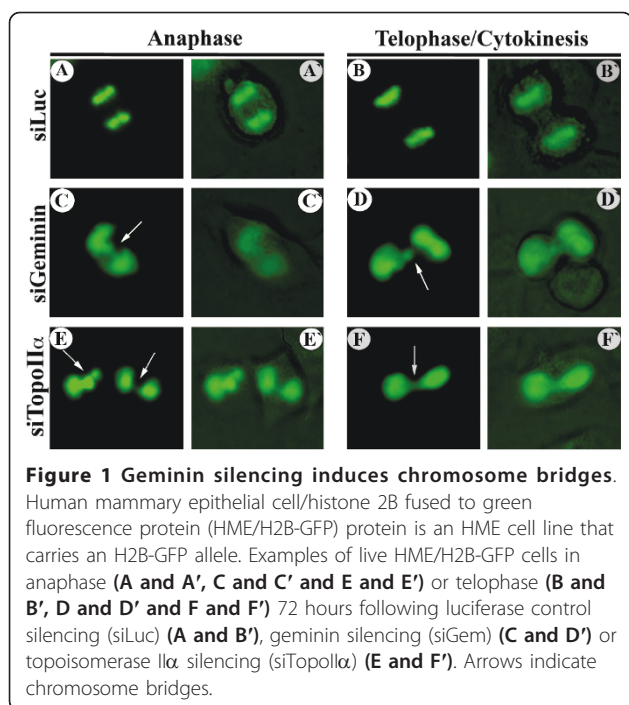 Anaphase Telophase/Cytokinesis
siLuc
A A` B B`
siGeminin
C C` D D`
siTopoIIα
E E` F F`
Figure 1 Geminin silencing induces chromosome bridges.
Human mammary epithelial cell/histone 2B fused to green
fluorescence protein (HME/H2B-GFP) protein is an HME cell line that
carries an H2B-GFP allele. Examples of live HME/H2B-GFP cells in
anaphase (A and A', C and C' and E and E') or telophase (B and
B', D and D' and F and F') 72 hours following luciferase control
silencing (siLuc) (A and B'), geminin silencing (siGem) (C and D') or
topoisomerase IIα silencing (siTopoIIα) (E and F'). Arrows indicate
chromosome bridges.